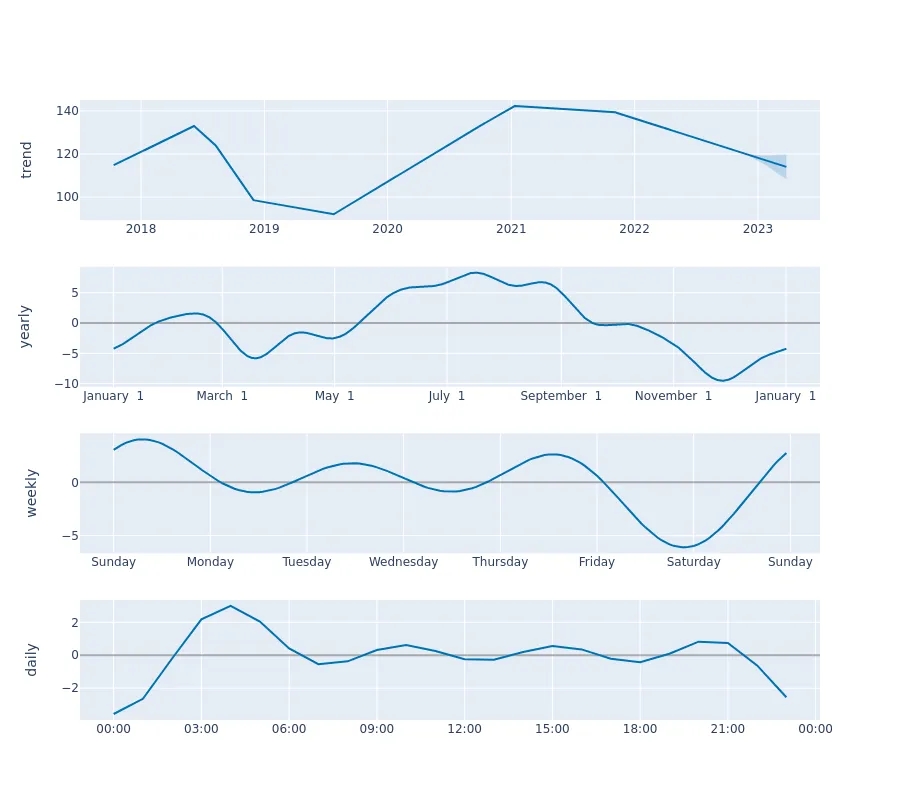 trend
140
120
100
2018 2019 2020 2021 2022 2023
yearly
5
0
−5
−10
January 1 March 1 May 1 July 1 September 1 November 1 January 1
weekly
0
−5
Sunday Monday Tuesday Wednesday Thursday Friday Saturday Sunday
daily
2
0
−2
00:00 03:00 06:00 09:00 12:00 15:00 18:00 21:00 00:00